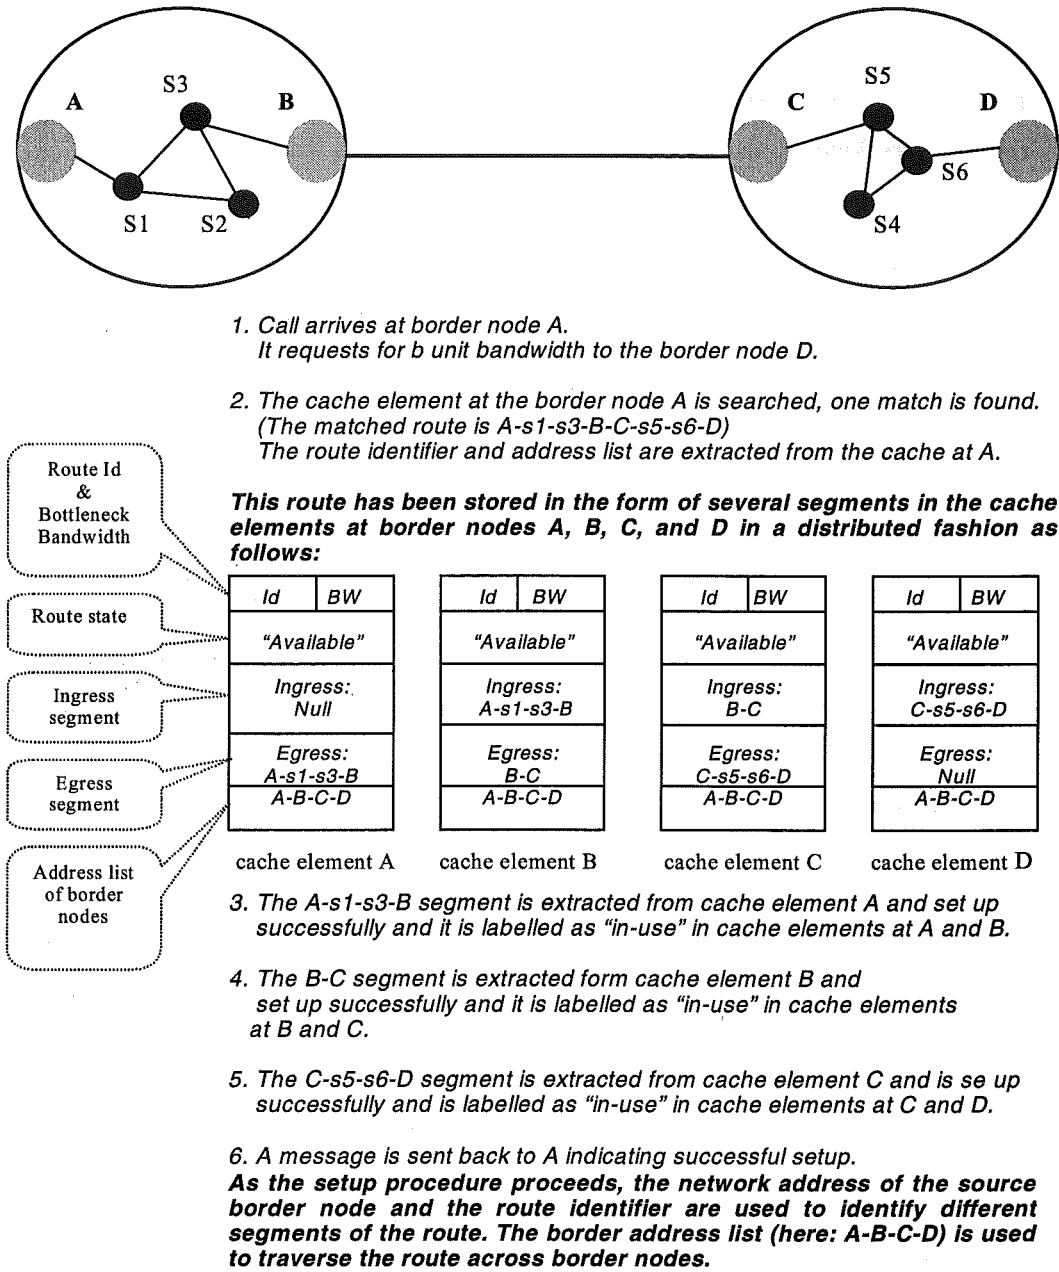 S3
A
B
S1
S2
S5
C
D
S6
S4
1. Call arrives at border node A.
It requests for b unit bandwidth to the border node D.
2. The cache element at the border node A is searched, one match is found.
(The matched route is A-s1-s3-B-C-s5-s6-D)
The route identifier and address list are extracted from the cache at A.
This route has been stored in the form of several segments in the cache
elements at border nodes A, B, C, and D in a distributed fashion as
follows:
Route Id
&
Bottleneck
Bandwidth
Route state
Ingress
segment
Egress
segment
Address list
of border
nodes
Id BW
"Available"
Ingress:
Null
Egress:
A-s1-s3-B
A-B-C-D
cache element A
Id BW
"Available"
Ingress:
A-s1-s3-B
Egress:
B-C
A-B-C-D
cache element B
Id BW
"Available"
Ingress:
B-C
Egress:
C-s5-s6-D
A-B-C-D
cache element C
Id BW
"Available"
Ingress:
C-s5-s6-D
Egress:
Null
A-B-C-D
cache element D
3. The A-s1-s3-B segment is extracted from cache element A and set up
successfully and it is labelled as "in-use" in cache elements at A and B.
4. The B-C segment is extracted form cache element B and
set up successfully and it is labelled as "in-use" in cache elements
at B and C.
5. The C-s5-s6-D segment is extracted from cache element C and is se up
successfully and is labelled as "in-use" in cache elements at C and D.
6. A message is sent back to A indicating successful setup.
As the setup procedure proceeds, the network address of the source
border node and the route identifier are used to identify different
segments of the route. The border address list (here: A-B-C-D) is used
to traverse the route across border nodes.